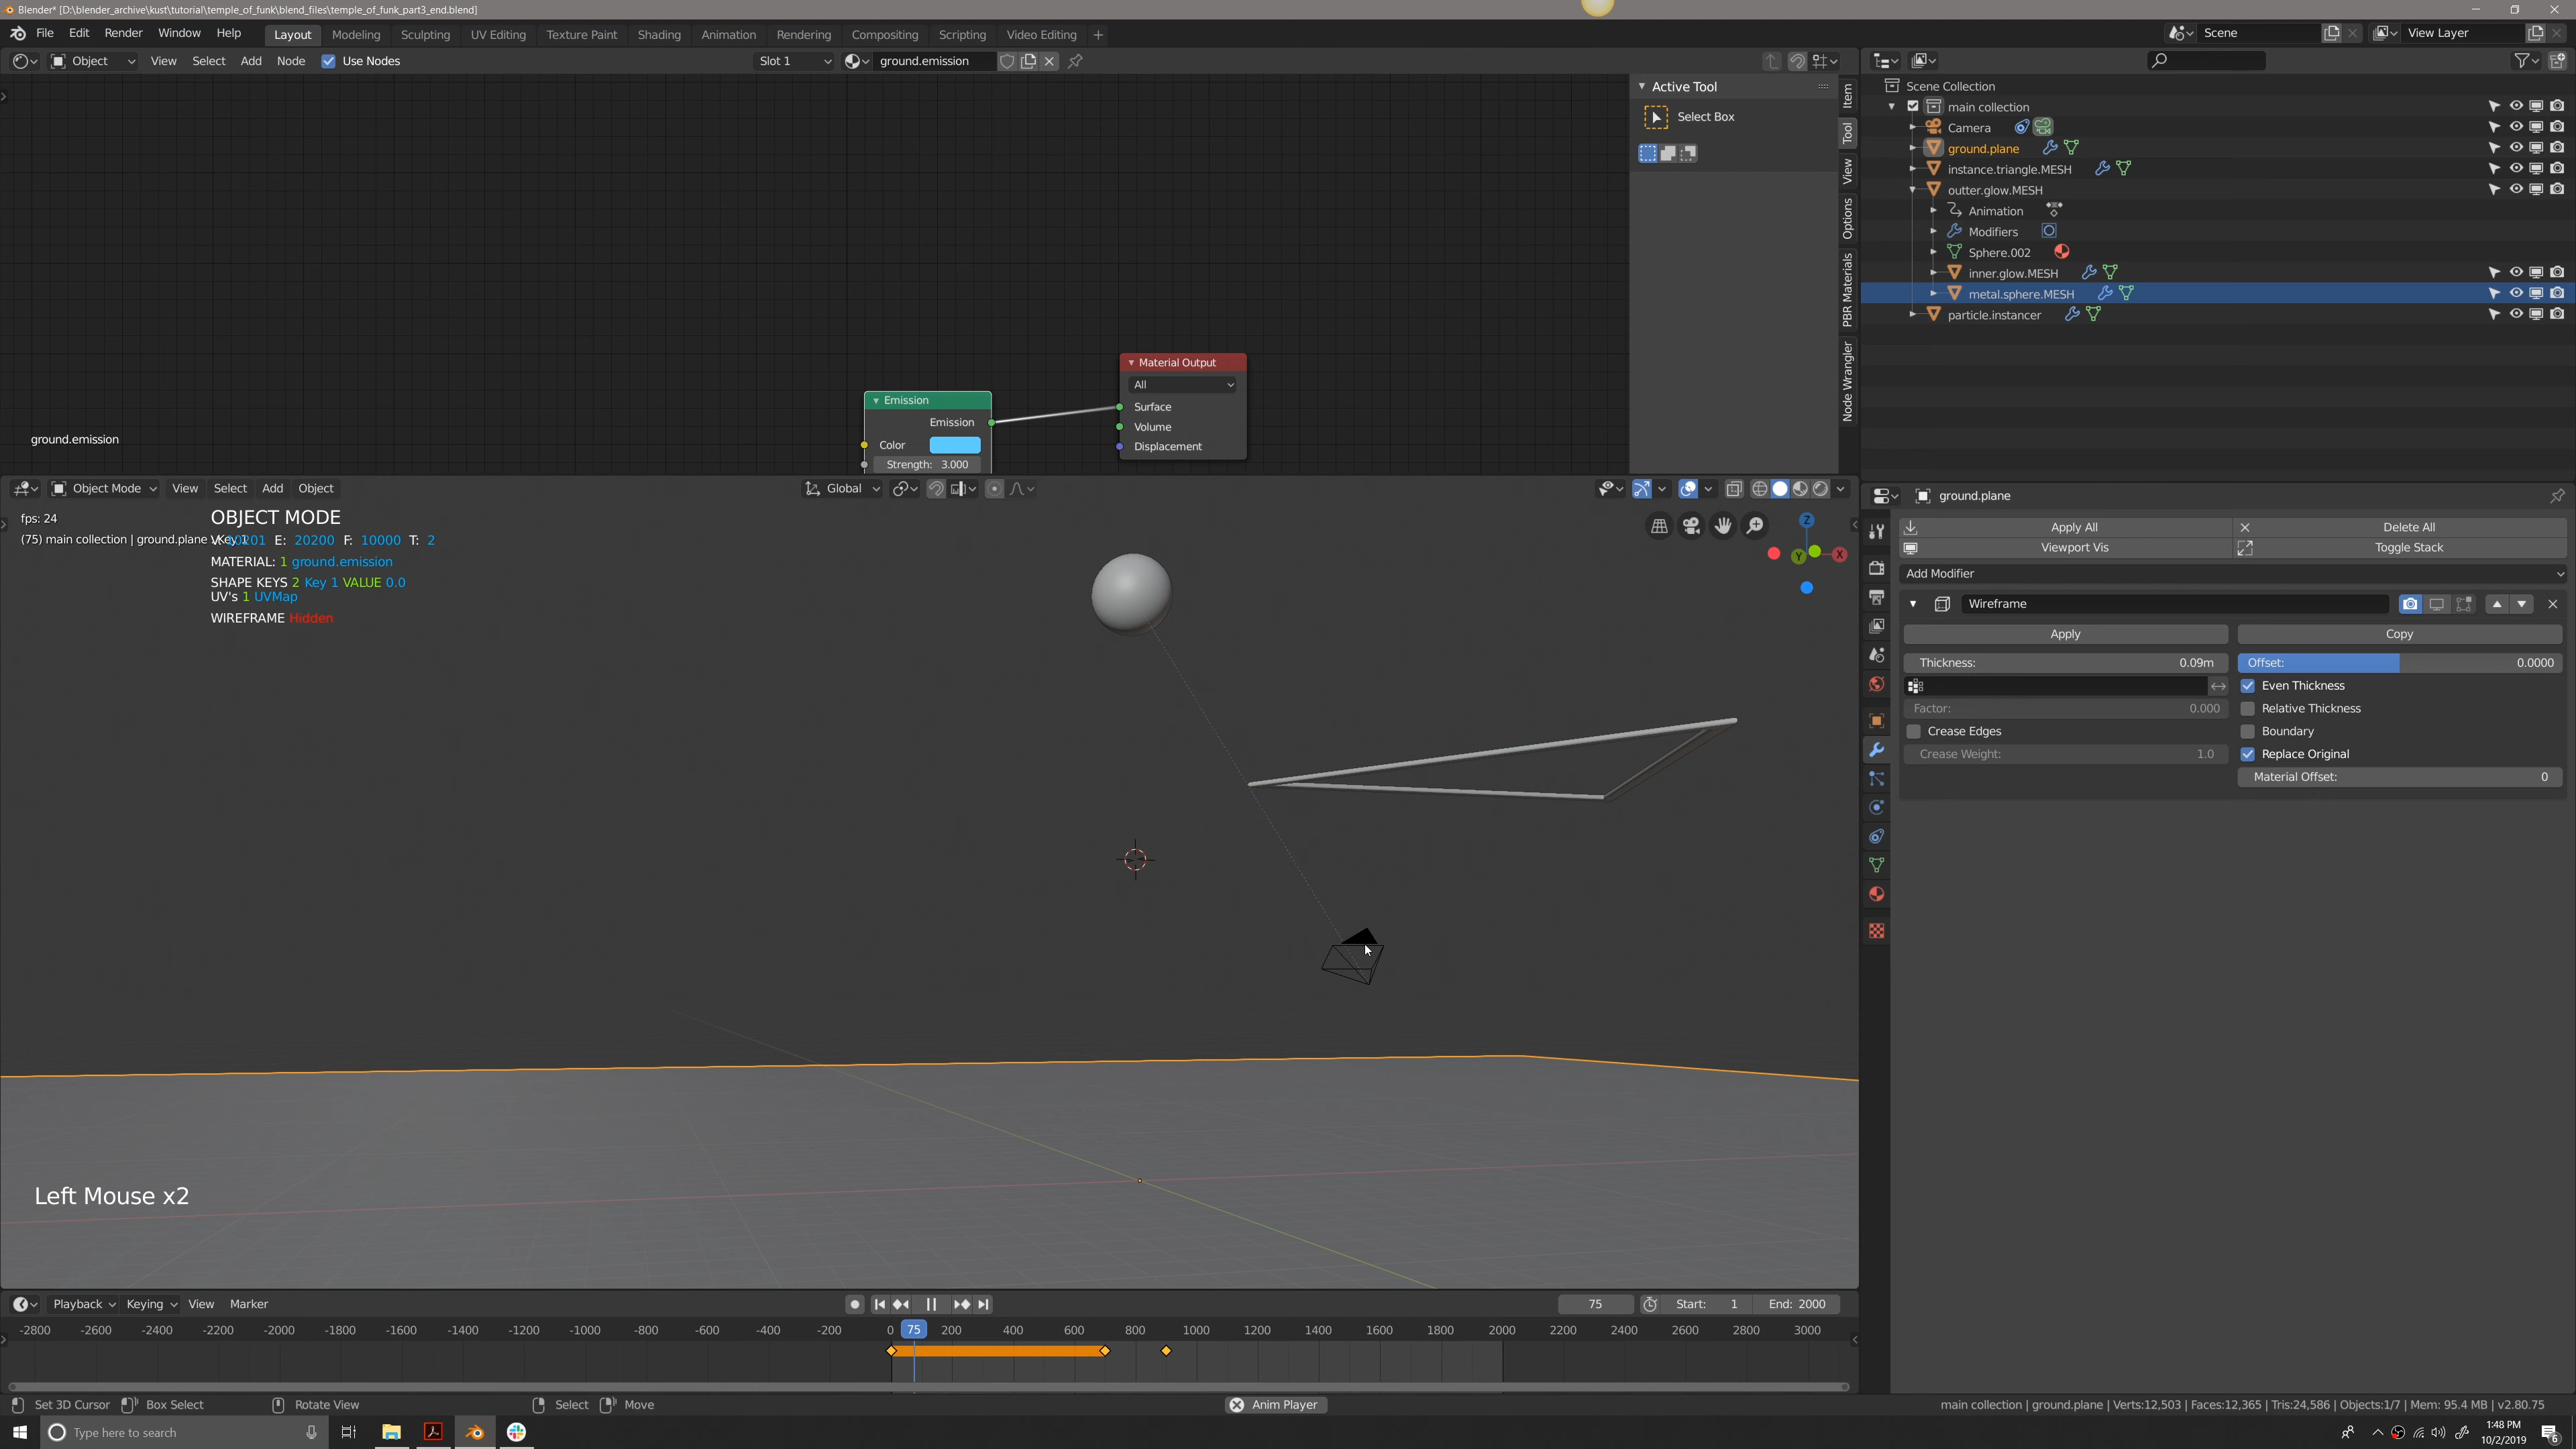 Blender* [D:\blender_archive\kust\tutorial\temple_of_funk\blend_files\temple_of_funk_part3_end.blend]
File Edit Render Window Help Layout Modeling Sculpting UV Editing Texture Paint Shading Animation Rendering Compositing Scripting Video Editing + Scene View Layer
Object View Select Add Node Use Nodes Slot 1 ground.emission
Active Tool
Select Box
Item
Tool
View
Options
PBR Materials
Node Wrangler
Material Output
All
Surface
Volume
Displacement
Emission
Emission
Color
Strength: 3.000
ground.emission
Scene Collection
main collection
Camera
ground.plane
instance.triangle.MESH
outter.glow.MESH
Animation
Modifiers
Sphere.002
inner.glow.MESH
metal.sphere.MESH
particle.instancer
Object Mode View Select Add Object Global
fps: 24
OBJECT MODE
(75) main collection | ground.plane E: 20200 F: 10000 T: 2
MATERIAL: 1 ground.emission
SHAPE KEYS 2 Key 1 VALUE 0.0
UV's 1 UVMap
WIREFRAME Hidden
Z
Y
X
Left Mouse x2
ground.plane
Apply All Delete All
Viewport Vis Toggle Stack
Add Modifier
Wireframe
Apply Copy
Thickness: 0.09m Offset: 0.0000
Even Thickness
Factor: 0.000 Relative Thickness
Crease Edges Boundary
Crease Weight: 1.0 Replace Original
Material Offset: 0
Playback Keying View Marker 75 Start: 1 End: 2000
-2800 -2600 -2400 -2200 -2000 -1800 -1600 -1400 -1200 -1000 -800 -600 -400 -200 0 75 200 400 600 800 1000 1200 1400 1600 1800 2000 2200 2400 2600 2800 3000
Set 3D Cursor Box Select Rotate View Select Move Anim Player main collection | ground.plane | Verts:12,503 | Faces:12,365 | Tris:24,586 | Objects:1/7 | Mem: 95.4 MB | v2.80.75
Type here to search
1:48 PM
10/2/2019
6